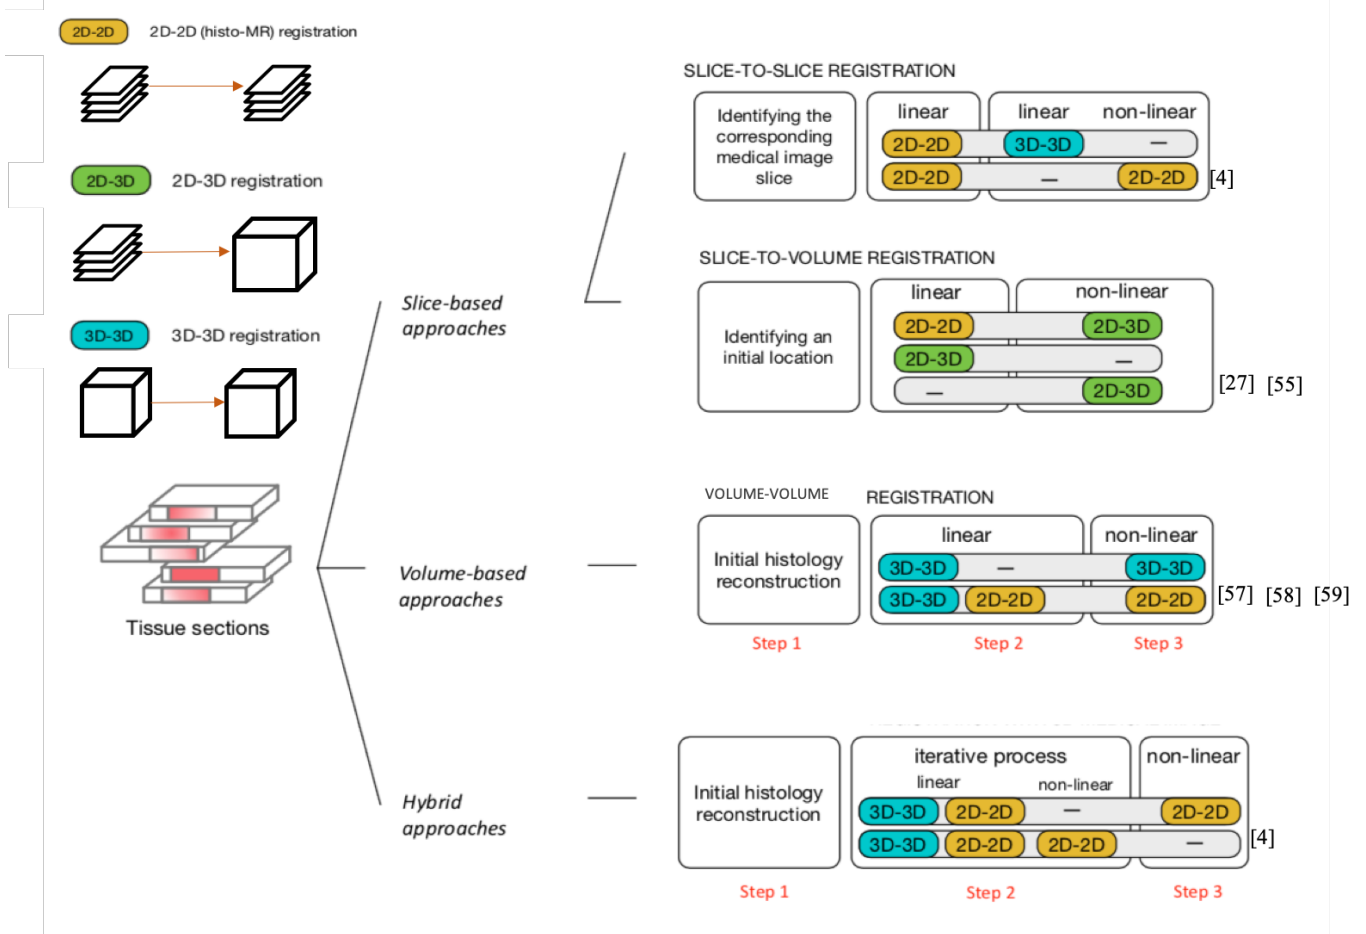 2D-2D 2D-2D (histo-MR) registration
2D-3D 2D-3D registration
3D-3D 3D-3D registration
Tissue sections
Slice-based
approaches
Volume-based
approaches
Hybrid
approaches
SLICE-TO-SLICE REGISTRATION
Identifying the
corresponding
medical image
slice
linear linear non-linear
2D-2D 3D-3D —
2D-2D — 2D-2D [4]
SLICE-TO-VOLUME REGISTRATION
Identifying an
initial location
linear non-linear
2D-2D 2D-3D
2D-3D —
— 2D-3D [27] [55]
VOLUME-VOLUME REGISTRATION
Initial histology
reconstruction
linear non-linear
3D-3D — 3D-3D
3D-3D 2D-2D 2D-2D [57] [58] [59]
Step 1 Step 2 Step 3
Initial histology
reconstruction
iterative process non-linear
linear non-linear
3D-3D 2D-2D — 2D-2D
3D-3D 2D-2D 2D-2D — [4]
Step 1 Step 2 Step 3